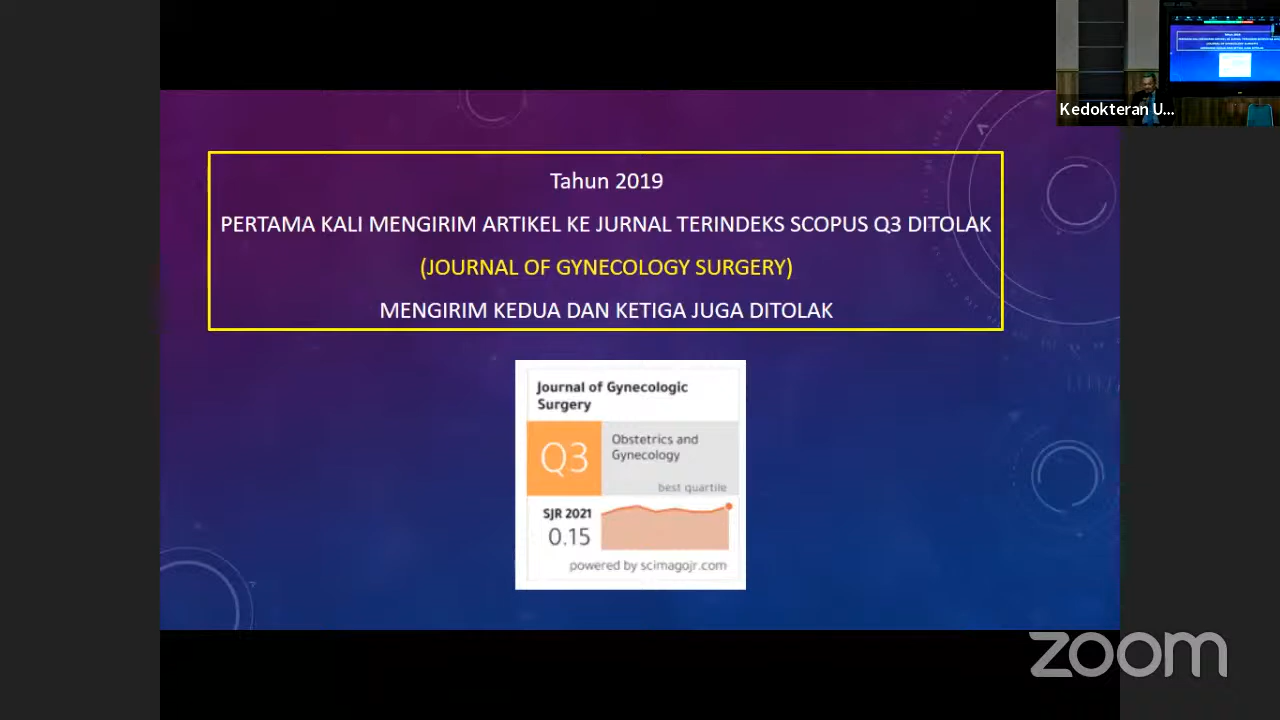 Kedokteran U...
Tahun 2019
PERTAMA KALI MENGIRIM ARTIKEL KE JURNAL TERINDEKS SCOPUS Q3 DITOLAK
(JOURNAL OF GYNECOLOGY SURGERY)
MENGIRIM KEDUA DAN KETIGA JUGA DITOLAK
Journal of Gynecologic
Surgery
Q3
Obstetrics and
Gynecology
best quartile
SJR 2021
0.15
powered by scimagojr.com
zoom